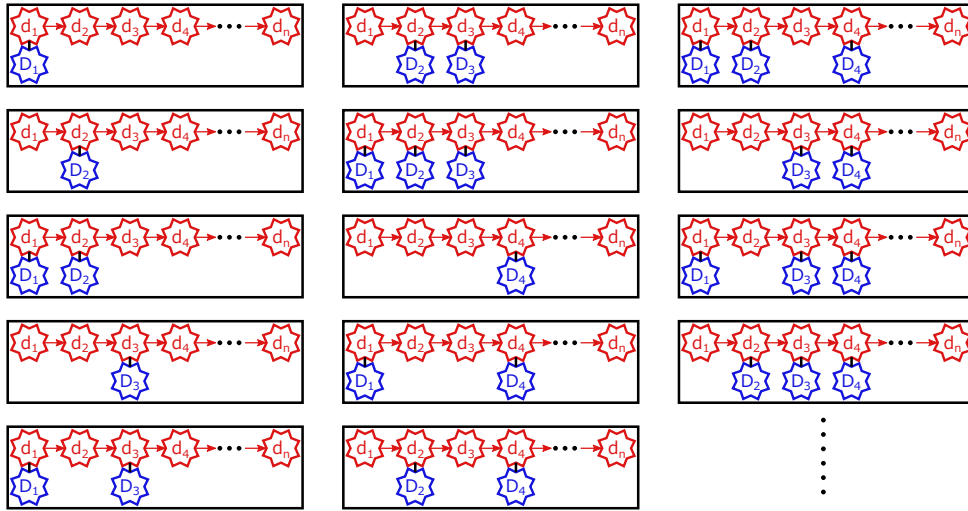 d₁ d₂ d₃ d₄ ••• dₙ
D₁
d₁ d₂ d₃ d₄ ••• dₙ
D₂
d₁ d₂ d₃ d₄ ••• dₙ
D₁ D₂
d₁ d₂ d₃ d₄ ••• dₙ
D₃
d₁ d₂ d₃ d₄ ••• dₙ
D₁ D₃
d₁ d₂ d₃ d₄ ••• dₙ
D₂ D₃
d₁ d₂ d₃ d₄ ••• dₙ
D₁ D₂ D₃
d₁ d₂ d₃ d₄ ••• dₙ
D₄
d₁ d₂ d₃ d₄ ••• dₙ
D₁ D₄
d₁ d₂ d₃ d₄ ••• dₙ
D₂ D₄
d₁ d₂ d₃ d₄ ••• dₙ
D₁ D₂ D₄
d₁ d₂ d₃ d₄ ••• dₙ
D₃ D₄
d₁ d₂ d₃ d₄ ••• dₙ
D₁ D₃ D₄
d₁ d₂ d₃ d₄ ••• dₙ
D₂ D₃ D₄